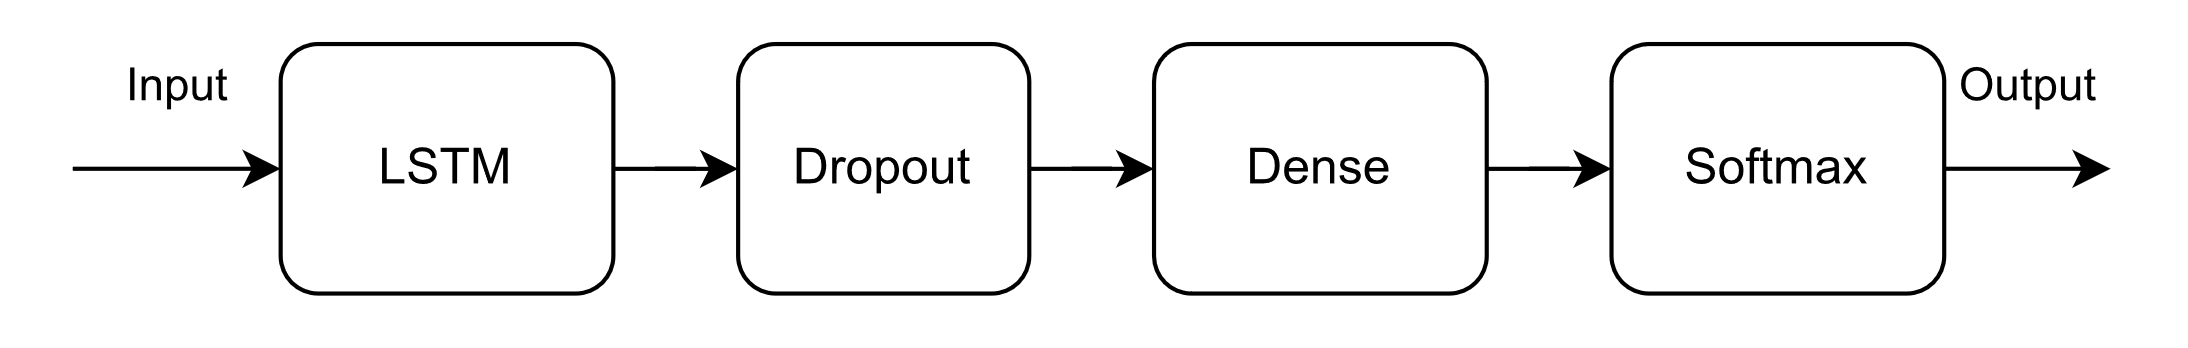 Input
LSTM
Dropout
Dense
Softmax
Output